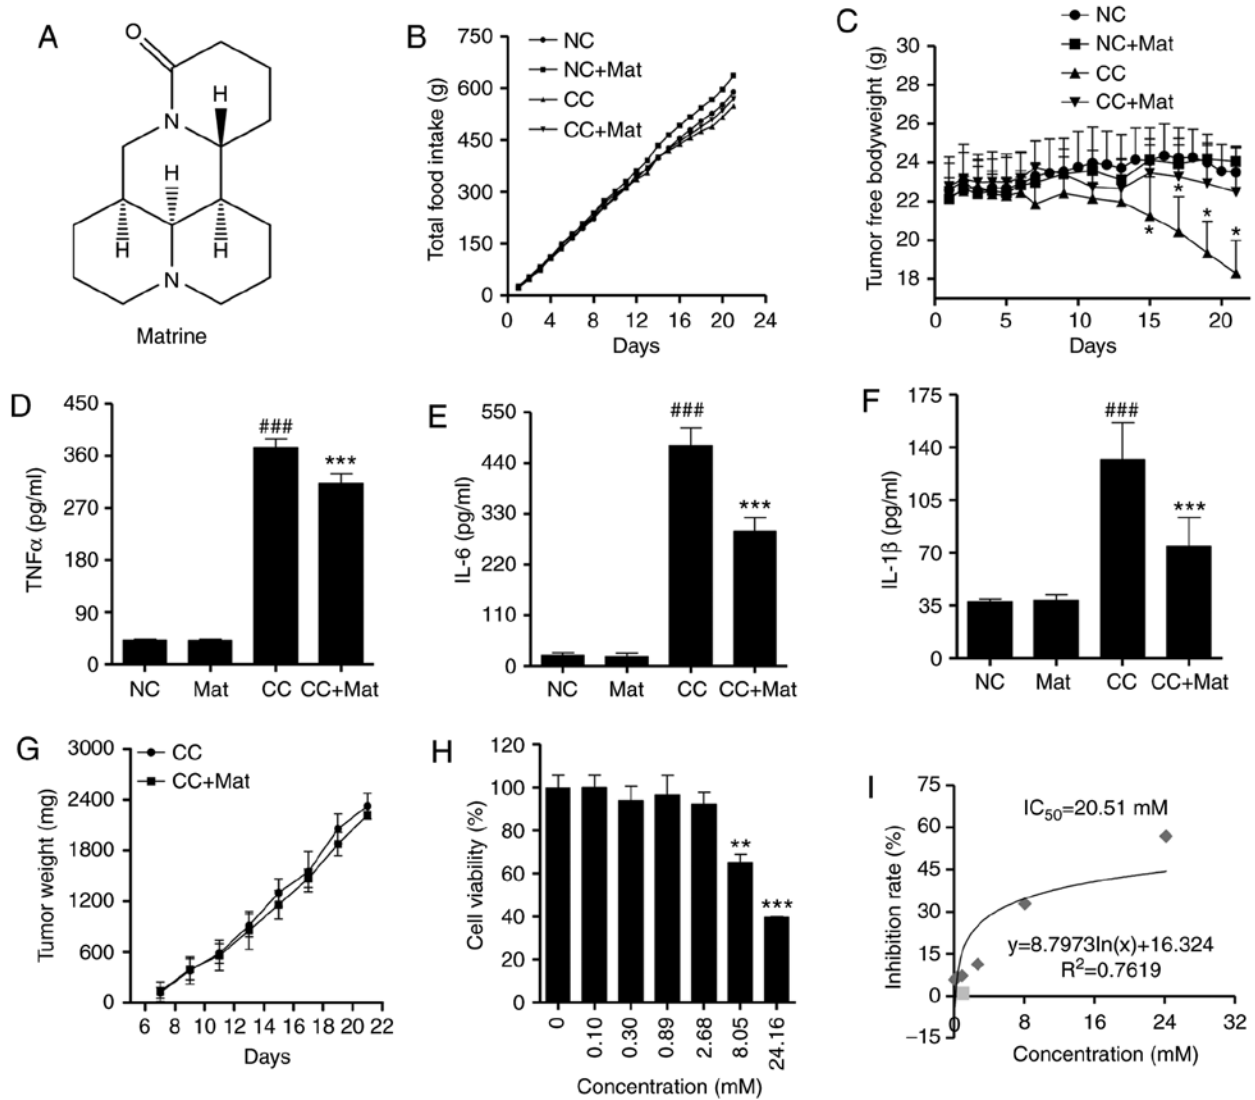 A
O
H
N
H
H
H
N
Matrine
B
NC
NC+Mat
CC
CC+Mat
Total food intake (g)
750
600
450
300
150
0
0 4 8 12 16 20 24
Days
C
NC
NC+Mat
CC
CC+Mat
Tumor free bodyweight (g)
30
28
26
24
22
20
18
* * * *
0 5 10 15 20
Days
D
TNFα (pg/ml)
450
360
270
180
90
0
###
***
NC Mat CC CC+Mat
E
IL-6 (pg/ml)
550
440
330
220
110
0
###
***
NC Mat CC CC+Mat
F
IL-1β (pg/ml)
175
140
105
70
35
0
###
***
NC Mat CC CC+Mat
G
CC
CC+Mat
Tumor weight (mg)
3000
2400
1800
1200
600
0
6 8 10 12 14 16 18 20 22
Days
H
Cell viability (%)
120
100
80
60
40
20
0
**
***
0 0.10 0.30 0.89 2.68 8.05 24.16
Concentration (mM)
I
Inhibition rate (%)
75
60
45
30
15
0
−15
IC50=20.51 mM
y=8.7973ln(x)+16.324
R2=0.7619
0 8 16 24 32
Concentration (mM)